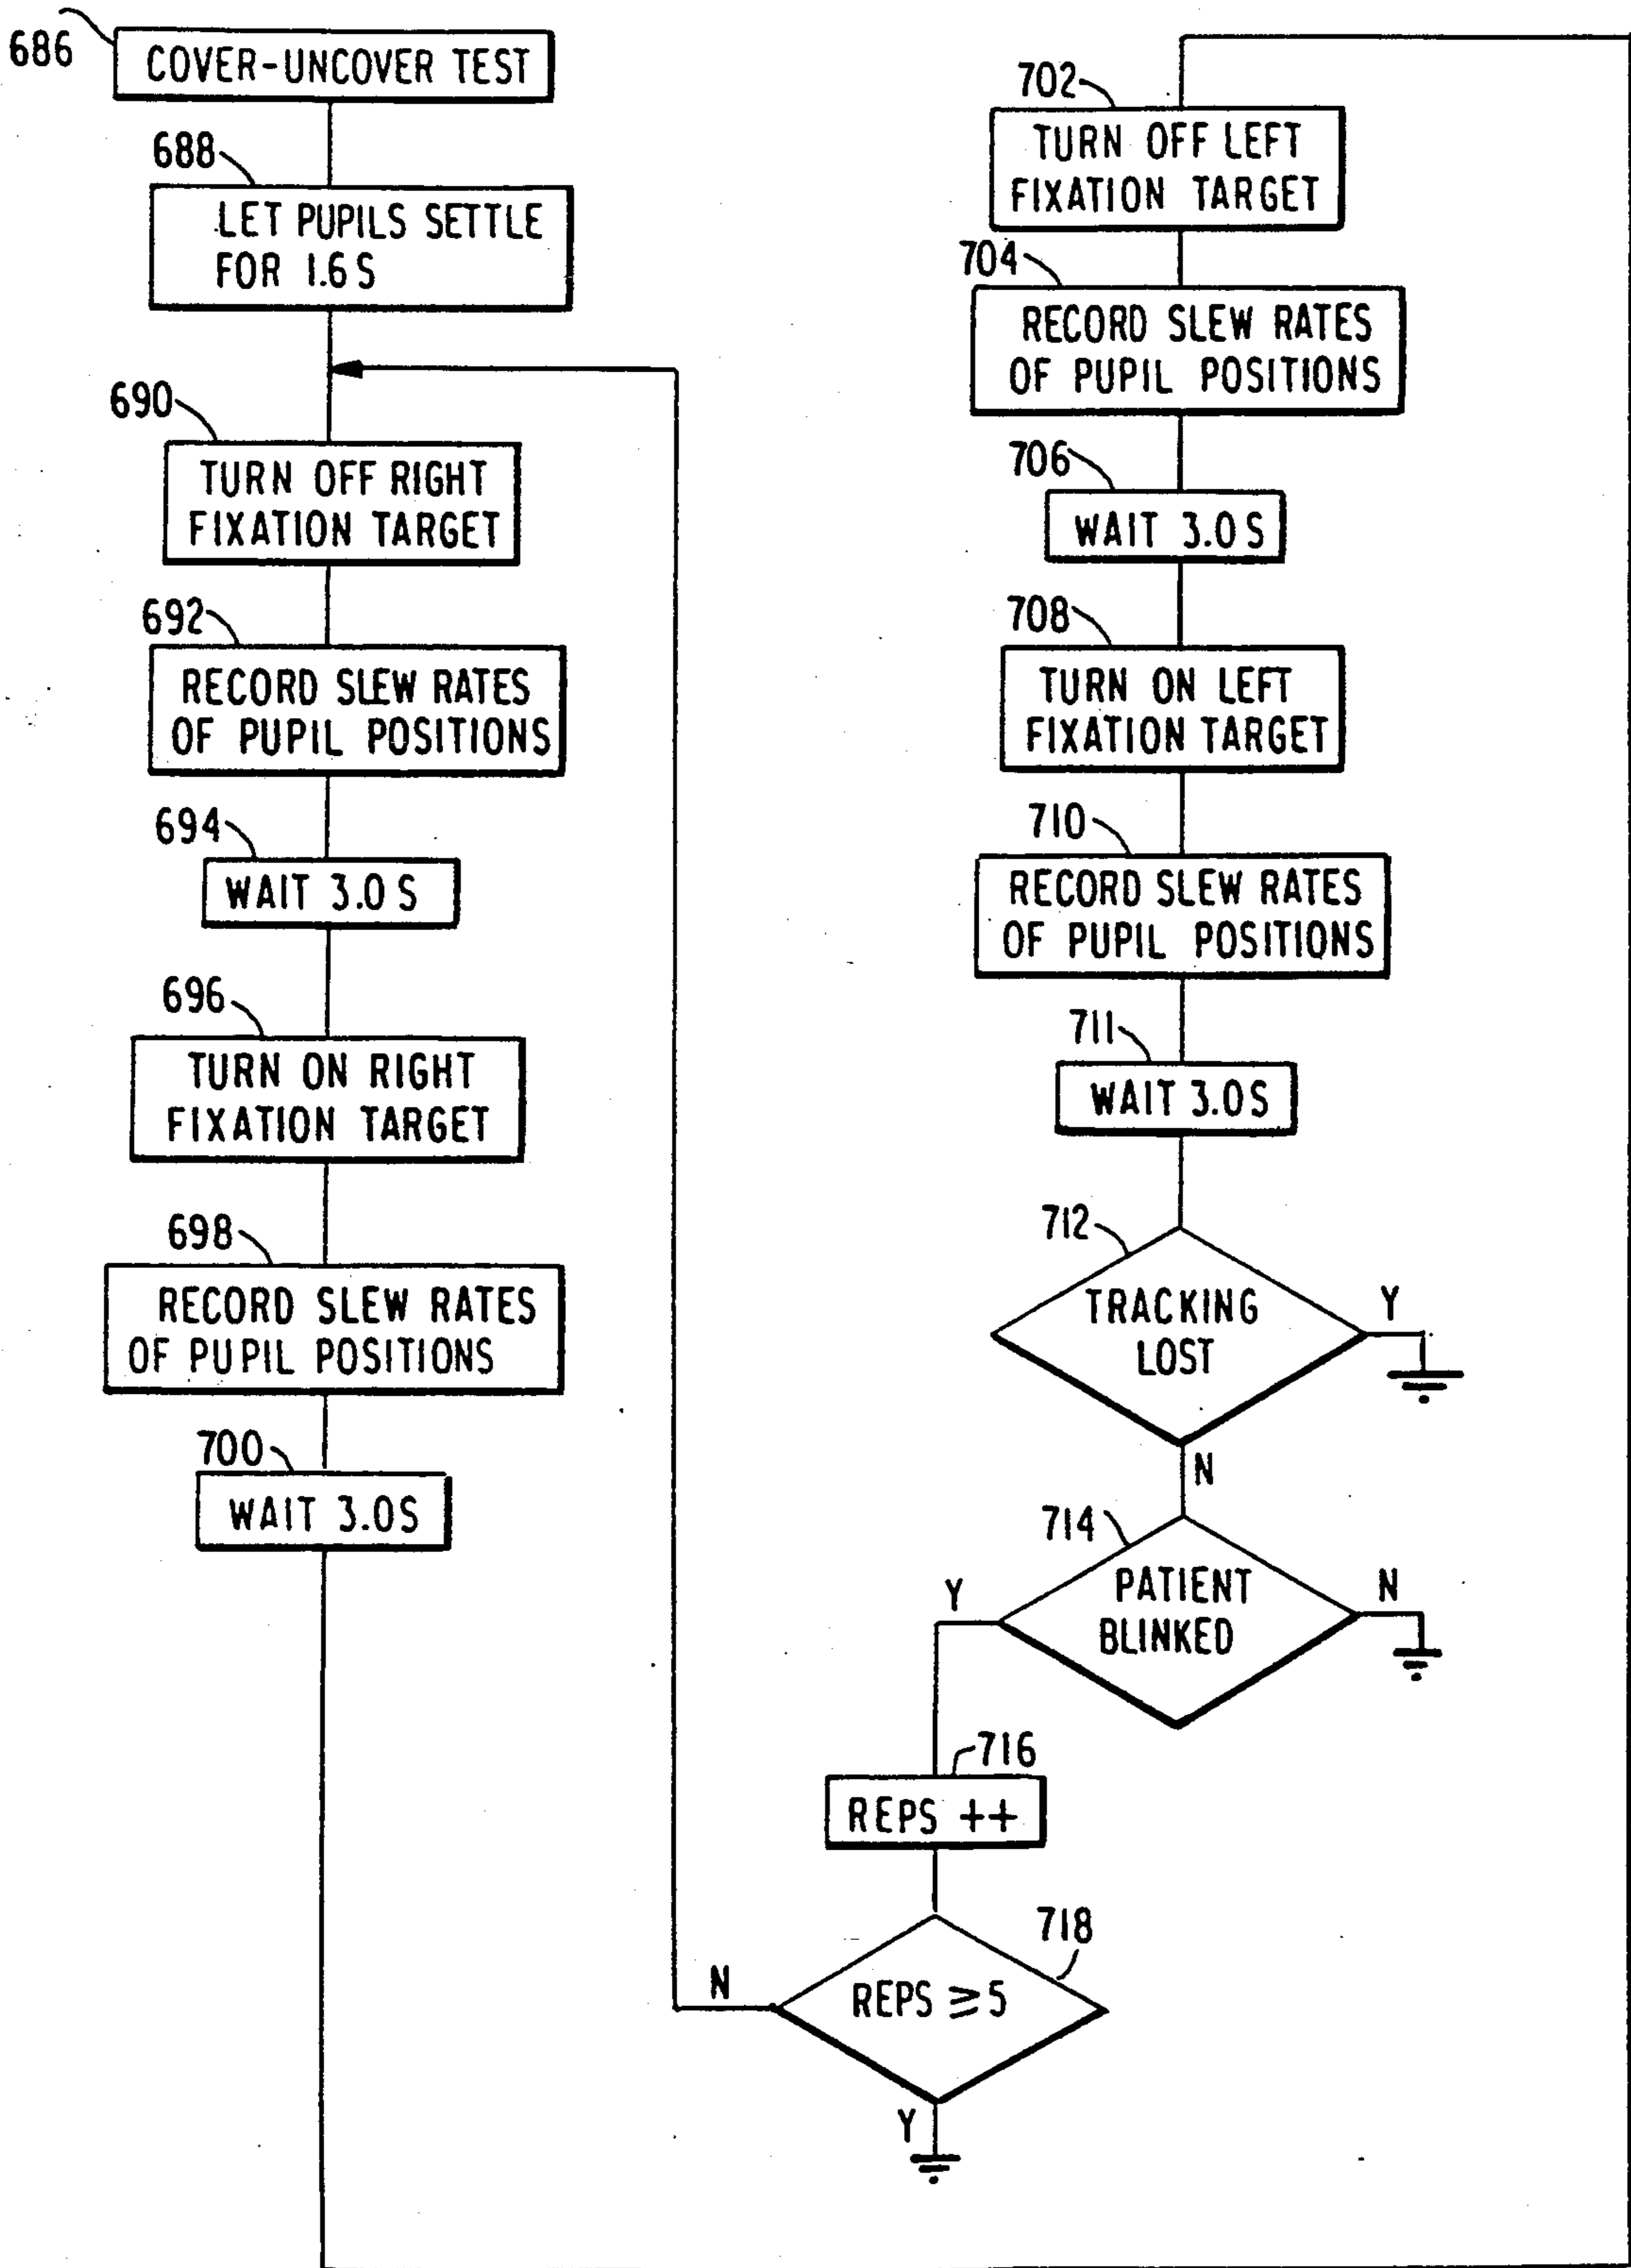 686
COVER-UNCOVER TEST
688
LET PUPILS SETTLE
FOR 1.6 S
690
TURN OFF RIGHT
FIXATION TARGET
692
RECORD SLEW RATES
OF PUPIL POSITIONS
694
WAIT 3.0 S
696
TURN ON RIGHT
FIXATION TARGET
698
RECORD SLEW RATES
OF PUPIL POSITIONS
700
WAIT 3.0 S
702
TURN OFF LEFT
FIXATION TARGET
704
RECORD SLEW RATES
OF PUPIL POSITIONS
706
WAIT 3.0 S
708
TURN ON LEFT
FIXATION TARGET
710
RECORD SLEW RATES
OF PUPIL POSITIONS
711
WAIT 3.0 S
712
TRACKING
LOST
Y
N
714
PATIENT
BLINKED
Y
N
716
REPS ++
718
REPS ≥ 5
N
Y